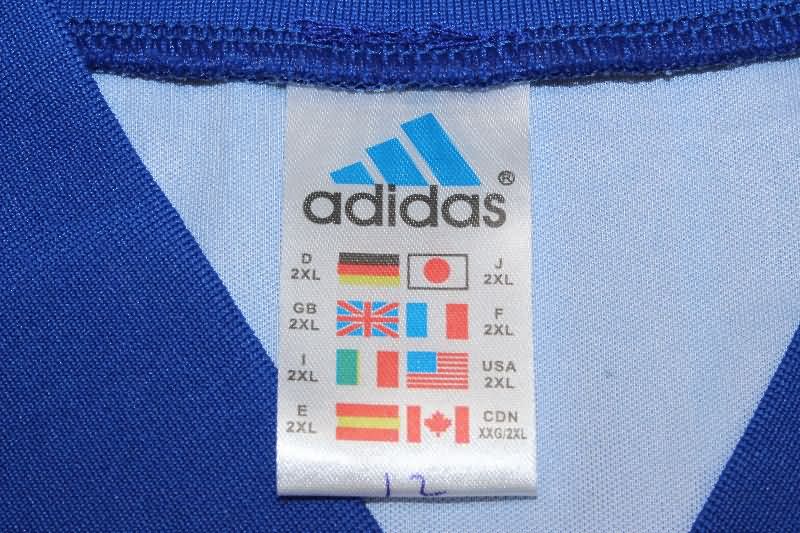 adidas®
D 2XL J 2XL
GB 2XL F 2XL
I 2XL USA 2XL
E 2XL CDN XXG/2XL
12